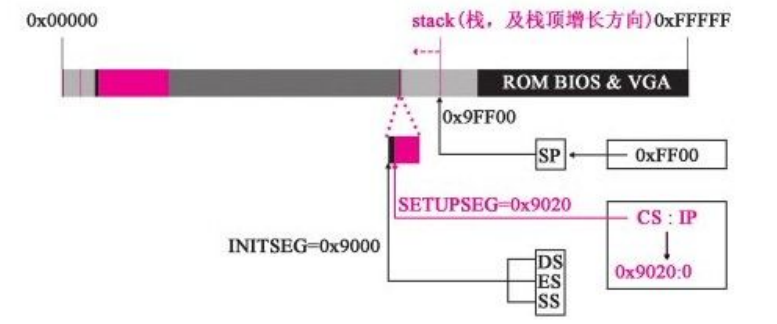 0x00000
stack(栈，及栈顶增长方向)0xFFFFF
ROM BIOS & VGA
0x9FF00
SP
0xFF00
SETUPSEG=0x9020
CS : IP
INITSEG=0x9000
0x9020:0
DS
ES
SS